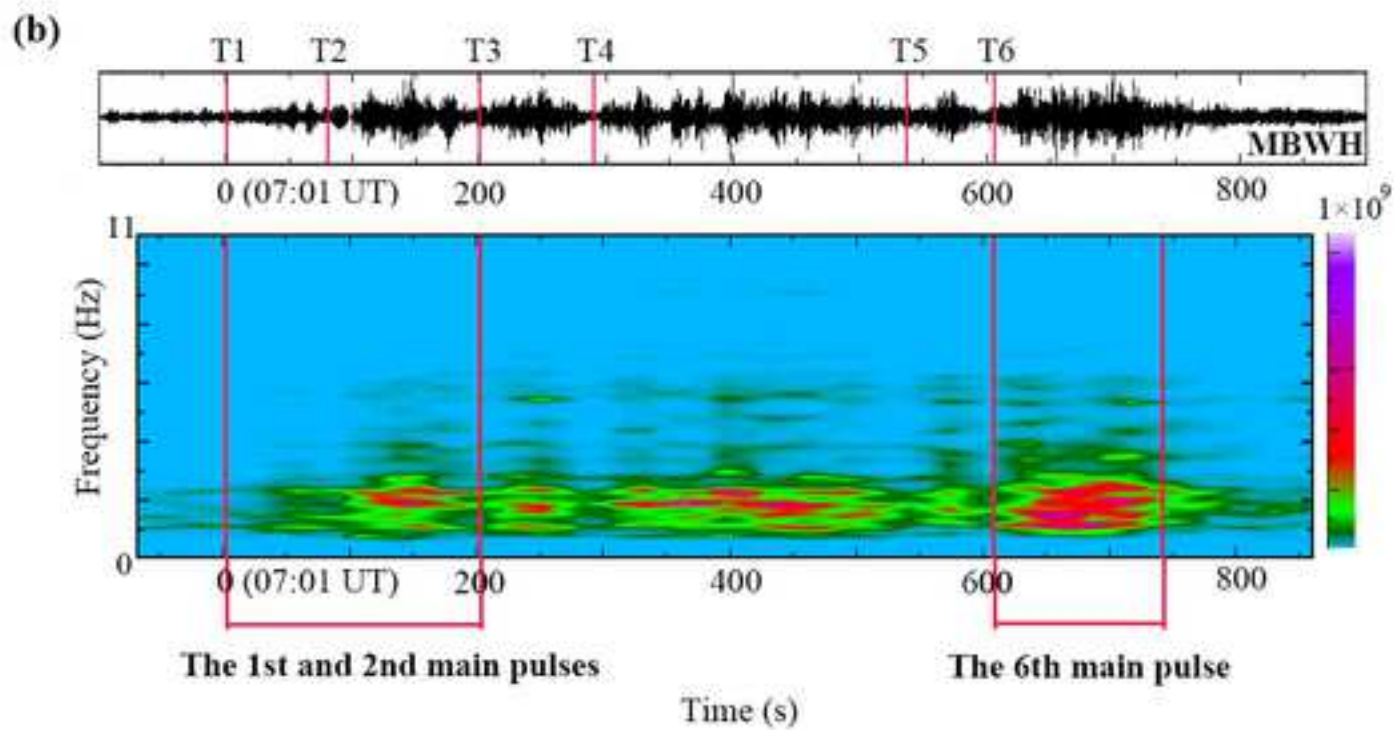 (b)
T1 T2 T3 T4 T5 T6
MBWH
0 (07:01 UT) 200 400 600 800
1×10⁹
11
Frequency (Hz)
0
0 (07:01 UT) 200 400 600 800
The 1st and 2nd main pulses The 6th main pulse
Time (s)